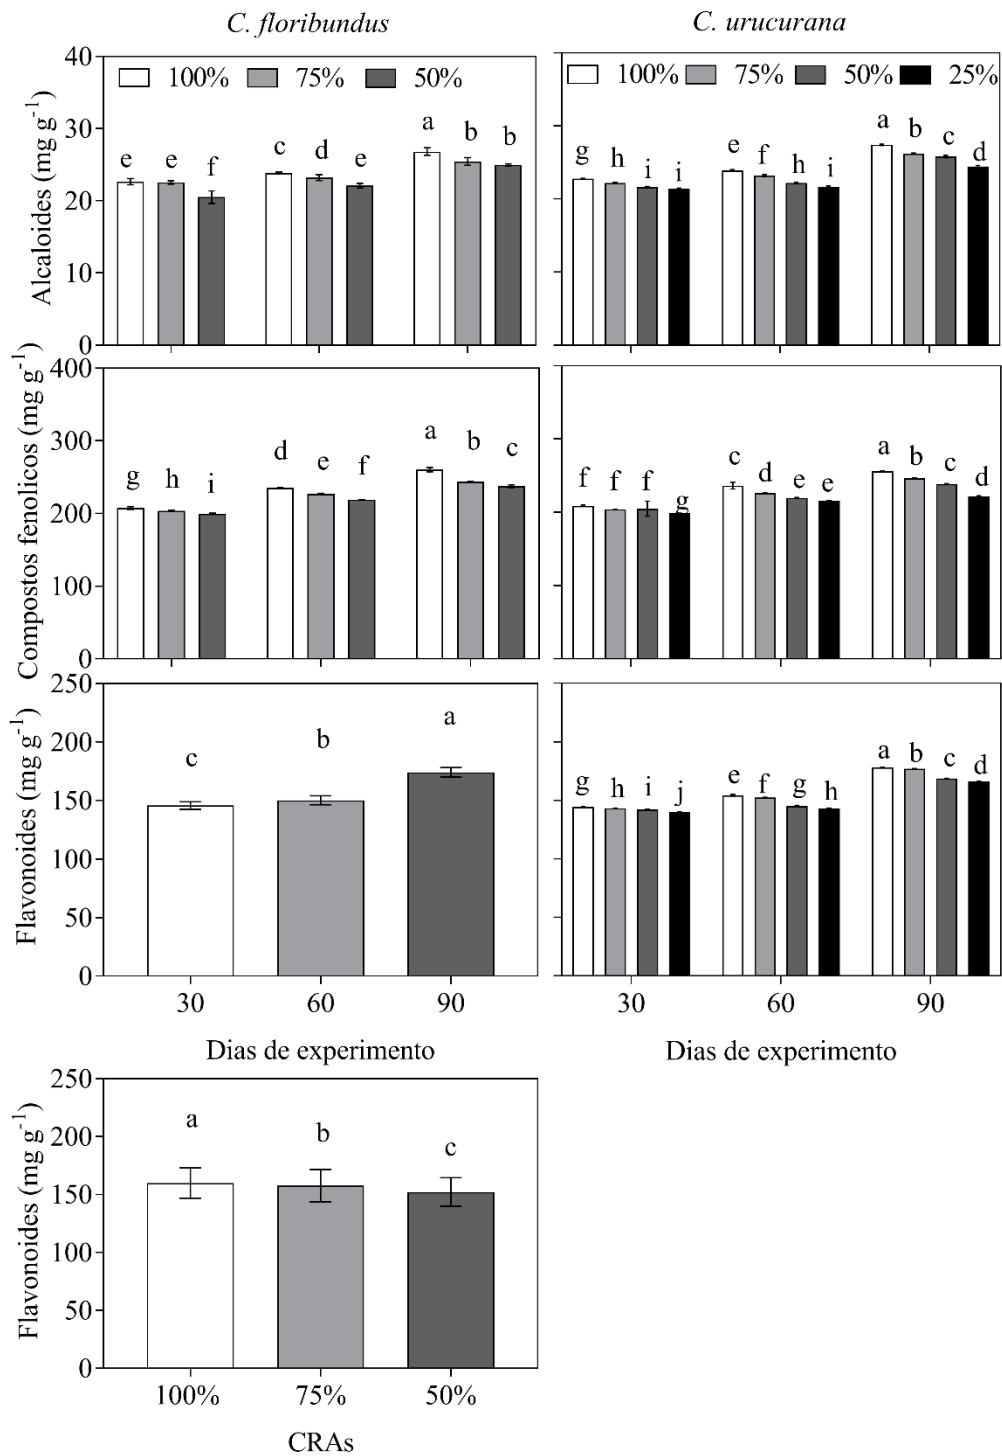 C. floribundus
C. urucurana
Alcaloides (mg g⁻¹)
40
30
20
10
0
100% 75% 50%
e e f c d e a b b
100% 75% 50% 25%
g h i i e f h i a b c d
Compostos fenolicos (mg g⁻¹)
400
300
200
100
0
g h i d e f a b c
f f f g c d e e a b c d
Flavonoides (mg g⁻¹)
250
200
150
100
50
0
c b a
30 60 90
Dias de experimento
g h i j e f g h a b c d
30 60 90
Dias de experimento
Flavonoides (mg g⁻¹)
250
200
150
100
50
0
a b c
100% 75% 50%
CRAs